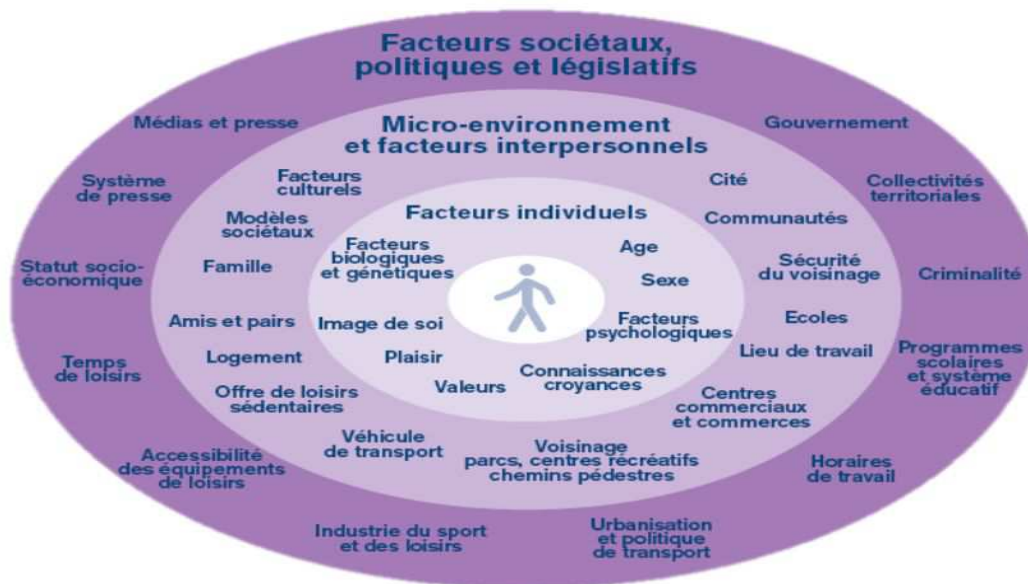 Facteurs sociétaux,
politiques et législatifs
Médias et presse
Gouvernement
Système
de presse
Collectivités
territoriales
Statut socio-
économique
Criminalité
Temps
de loisirs
Programmes
scolaires
et système
éducatif
Accessibilité
des équipements
de loisirs
Horaires
de travail
Industrie du sport
et des loisirs
Urbanisation
et politique
de transport
Micro-environnement
et facteurs interpersonnels
Facteurs
culturels
Cité
Modèles
sociétaux
Communautés
Famille
Sécurité
du voisinage
Amis et pairs
Ecoles
Logement
Lieu de travail
Offre de loisirs
sédentaires
Centres
commerciaux
et commerces
Véhicule
de transport
Voisinage
parcs, centres récréatifs
chemins pédestres
Facteurs individuels
Facteurs
biologiques
et génétiques
Age
Sexe
Image de soi
Facteurs
psychologiques
Plaisir
Connaissances
croyances
Valeurs